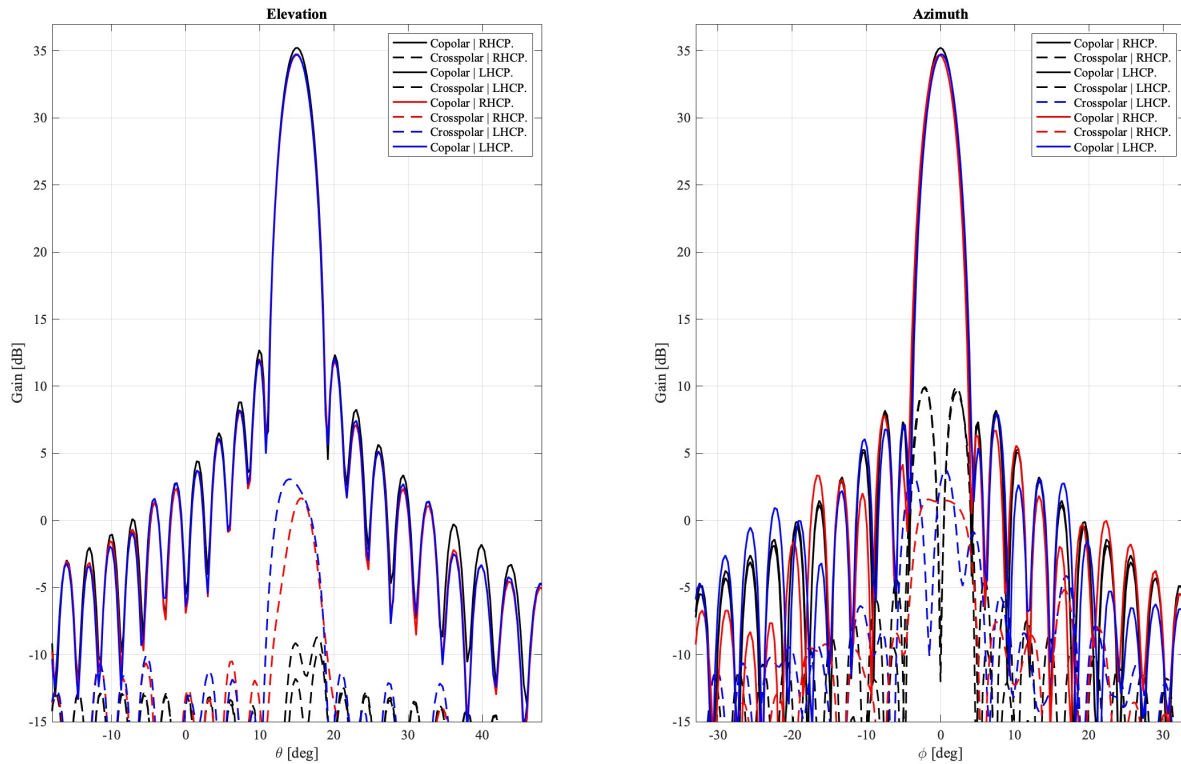 Elevation
35
30
25
20
15
10
5
0
-5
-10
-15
Gain [dB]
-10
0
10
20
30
40
θ [deg]
Copolar | RHCP.
Crosspolar | RHCP.
Copolar | LHCP.
Crosspolar | LHCP.
Copolar | RHCP.
Crosspolar | RHCP.
Crosspolar | LHCP.
Copolar | LHCP.
Azimuth
35
30
25
20
15
10
5
0
-5
-10
-15
Gain [dB]
-30
-20
-10
0
10
20
30
ϕ [deg]
Copolar | RHCP.
Crosspolar | RHCP.
Copolar | LHCP.
Crosspolar | LHCP.
Crosspolar | LHCP.
Copolar | RHCP.
Crosspolar | RHCP.
Copolar | LHCP.